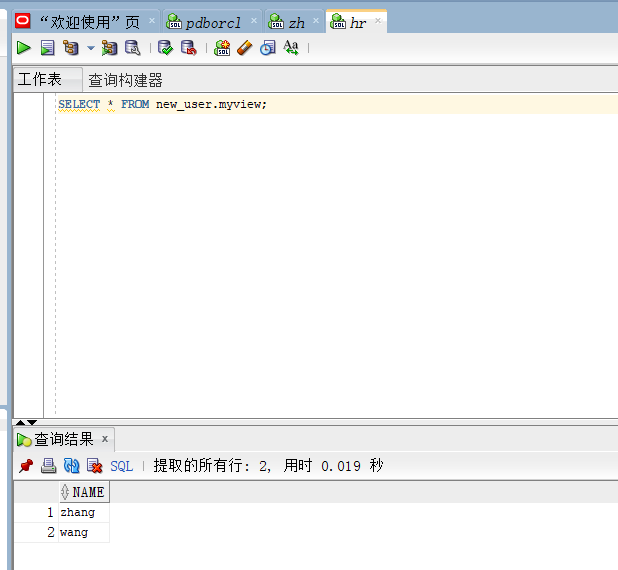 “欢迎使用”页 pdborcl zh hr
工作表 查询构建器
SELECT * FROM new_user.myview;
查询结果 x
SQL | 提取的所有行: 2, 用时 0.019 秒
NAME
1 zhang
2 wang